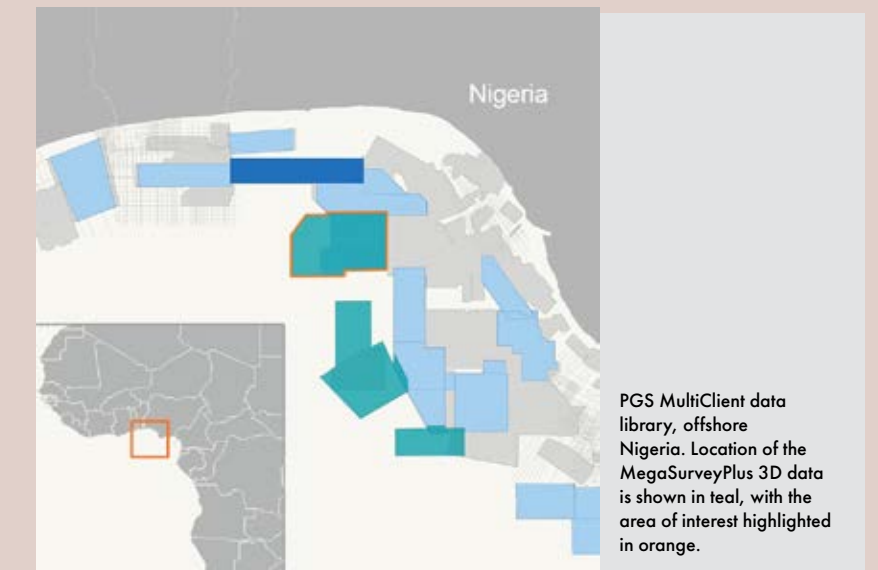 Nigeria
PGS MultiClient data
library, offshore
Nigeria. Location of the
MegaSurveyPlus 3D data
is shown in teal, with the
area of interest highlighted
in orange.